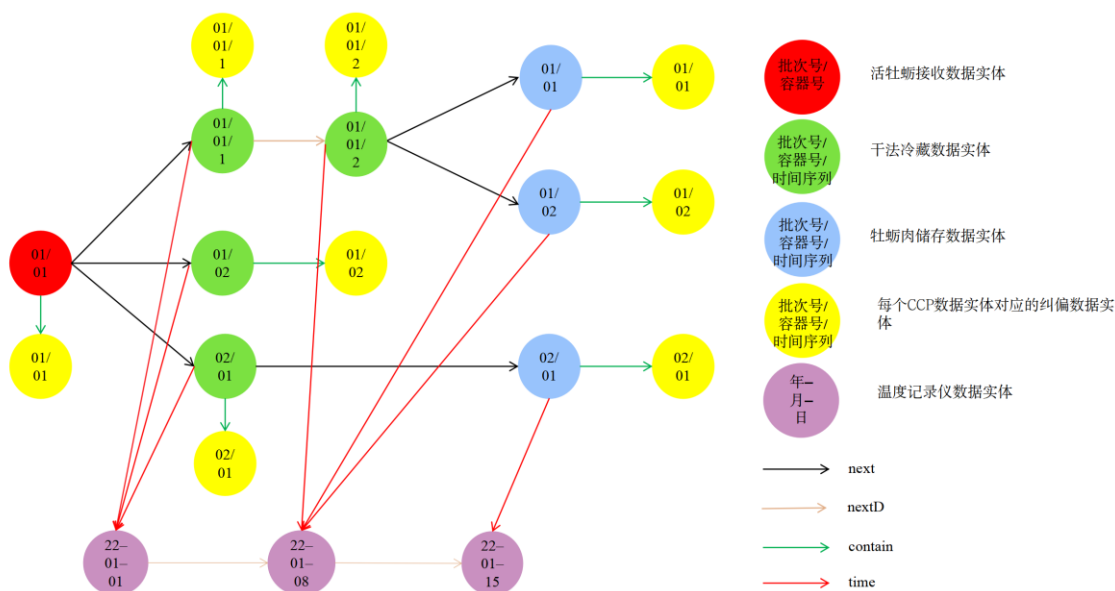 01/
01/
1
01/
01/
2
01/
01/
1
01/
01/
2
01/
01
01/
01
01/
02
01/
02
01/
01
01/
02
01/
02
01/
01
02/
01
02/
01
02/
01
02/
01
22–
01–
01
22–
01–
08
22–
01–
15
批次号/
容器号
活牡蛎接收数据实体
批次号/
容器号/
时间序列
干法冷藏数据实体
批次号/
容器号/
时间序列
牡蛎肉储存数据实体
批次号/
容器号/
时间序列
每个CCP数据实体对应的纠偏数据实
体
年–
月–
日
温度记录仪数据实体
next
nextD
contain
time